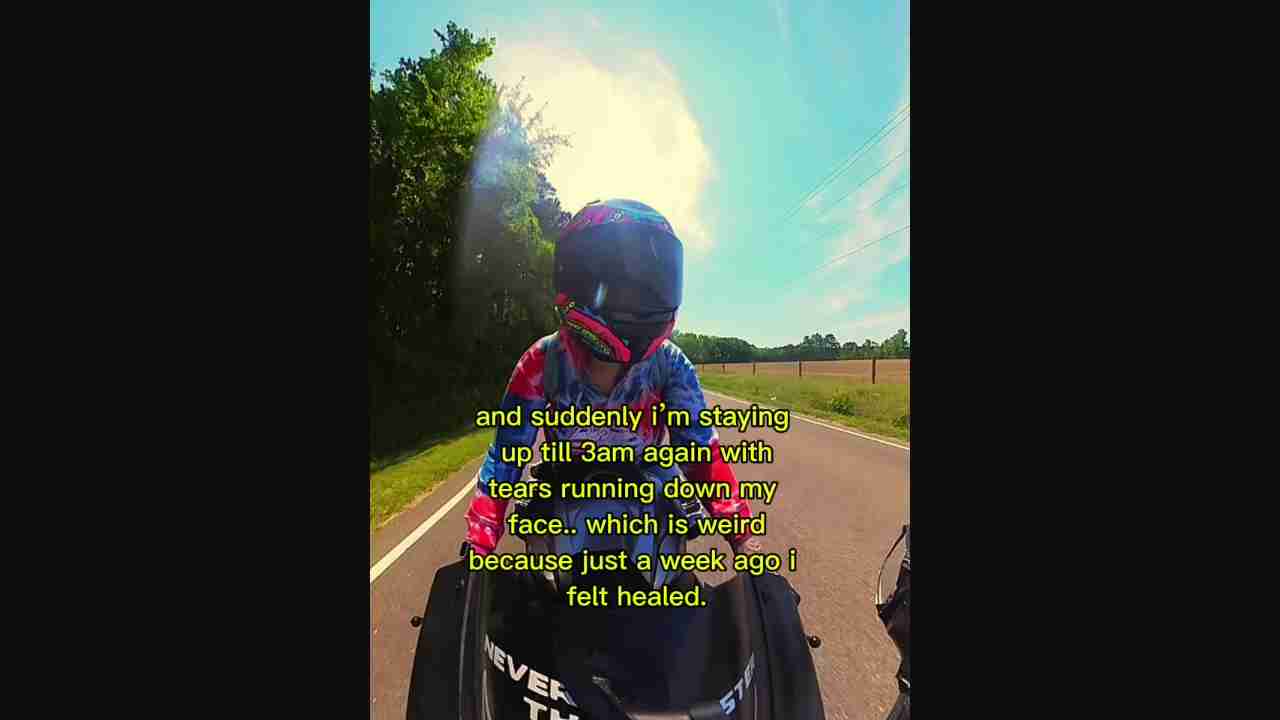 and suddenly i’m staying
up till 3am again with
tears running down my
face.. which is weird
because just a week ago i
felt healed.
NEVER